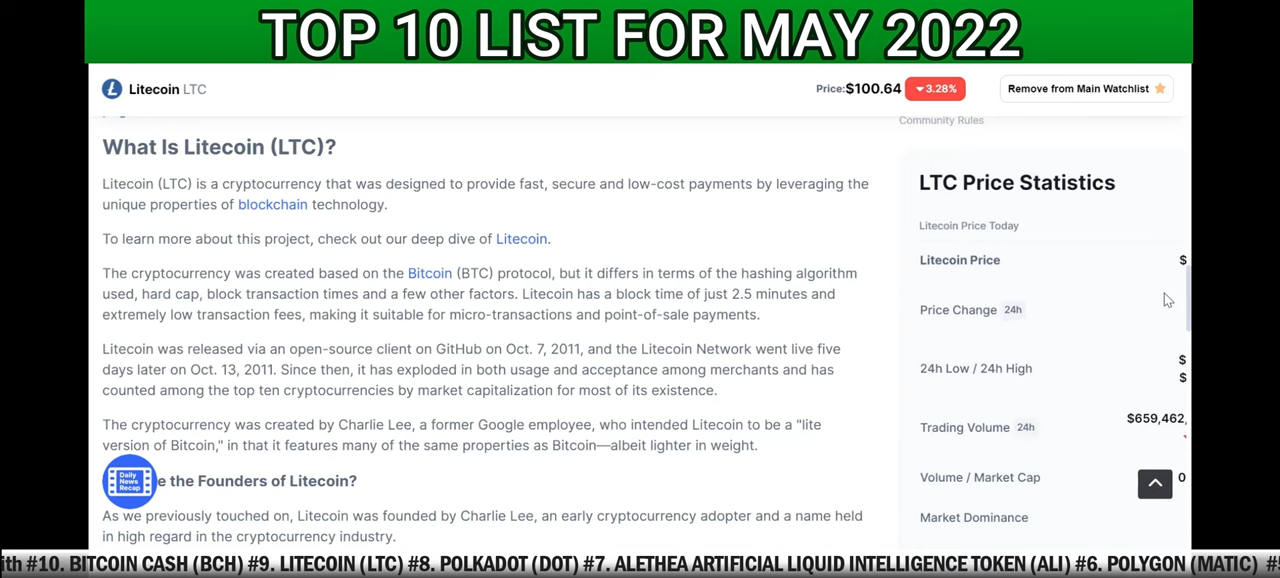 TOP 10 LIST FOR MAY 2022
Litecoin LTC
Price:$100.64 3.28%
Remove from Main Watchlist
Community Rules
What Is Litecoin (LTC)?
Litecoin (LTC) is a cryptocurrency that was designed to provide fast, secure and low-cost payments by leveraging the
unique properties of blockchain technology.
To learn more about this project, check out our deep dive of Litecoin.
The cryptocurrency was created based on the Bitcoin (BTC) protocol, but it differs in terms of the hashing algorithm
used, hard cap, block transaction times and a few other factors. Litecoin has a block time of just 2.5 minutes and
extremely low transaction fees, making it suitable for micro-transactions and point-of-sale payments.
Litecoin was released via an open-source client on GitHub on Oct. 7, 2011, and the Litecoin Network went live five
days later on Oct. 13, 2011. Since then, it has exploded in both usage and acceptance among merchants and has
counted among the top ten cryptocurrencies by market capitalization for most of its existence.
The cryptocurrency was created by Charlie Lee, a former Google employee, who intended Litecoin to be a "lite
version of Bitcoin," in that it features many of the same properties as Bitcoin—albeit lighter in weight.
e the Founders of Litecoin?
As we previously touched on, Litecoin was founded by Charlie Lee, an early cryptocurrency adopter and a name held
in high regard in the cryptocurrency industry.
Daily
News
Recap
LTC Price Statistics
Litecoin Price Today
Litecoin Price $
Price Change 24h
24h Low / 24h High $
$
Trading Volume 24h $659,462,
Volume / Market Cap 0
Market Dominance
ith #10. BITCOIN CASH (BCH) #9. LITECOIN (LTC) #8. POLKADOT (DOT) #7. ALETHEA ARTIFICIAL LIQUID INTELLIGENCE TOKEN (ALI) #6. POLYGON (MATIC) #5